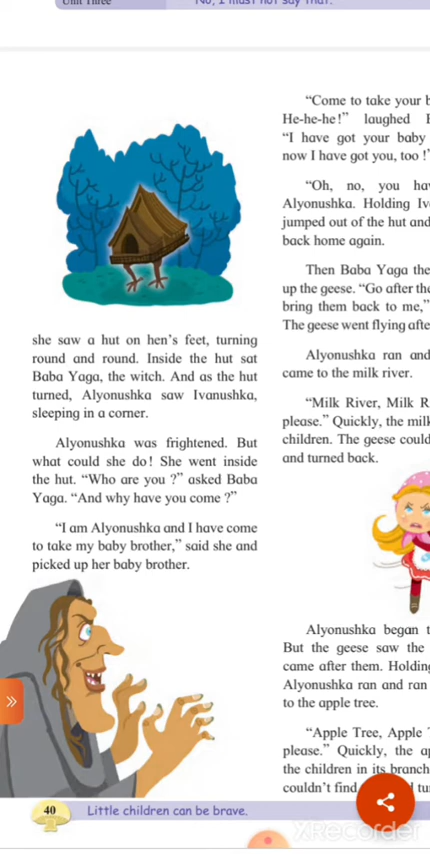 Unit Three
No, I must not say that.
she saw a hut on hen's feet, turning
round and round. Inside the hut sat
Baba Yaga, the witch. And as the hut
turned, Alyonushka saw Ivanushka,
sleeping in a corner.
Alyonushka was frightened. But
what could she do! She went inside
the hut. “Who are you ?” asked Baba
Yaga. “And why have you come ?”
“I am Alyonushka and I have come
to take my baby brother,” said she and
picked up her baby brother.
“Come to take your
He-he-he!” laughed
“I have got your baby
now I have got you, too !”
“Oh, no, you
Alyonushka. Holding
jumped out of the hut and
back home again.
Then Baba Yaga
up the geese. “Go after
bring them back to me,”
The geese went flying
Alyonushka ran and
came to the milk river.
“Milk River, Milk
please.” Quickly, the
children. The geese could
and turned back.
Alyonushka began
But the geese saw the
came after them. Holding
Alyonushka ran and ran
to the apple tree.
“Apple Tree, Apple
please.” Quickly, the
the children in its
couldn't find
40
Little children can be brave.
XRecorder